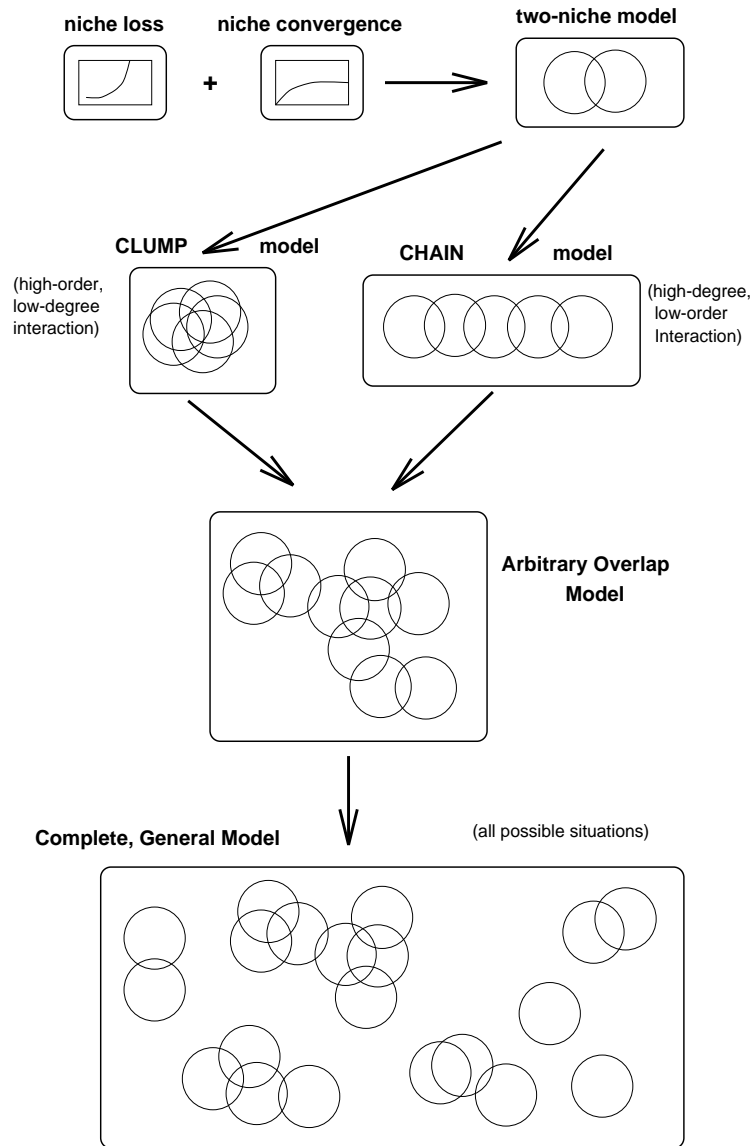 niche loss
niche convergence
two-niche model
+
CLUMP model
CHAIN model
(high-order,
low-degree
interaction)
(high-degree,
low-order
Interaction)
Arbitrary Overlap
Model
Complete, General Model
(all possible situations)